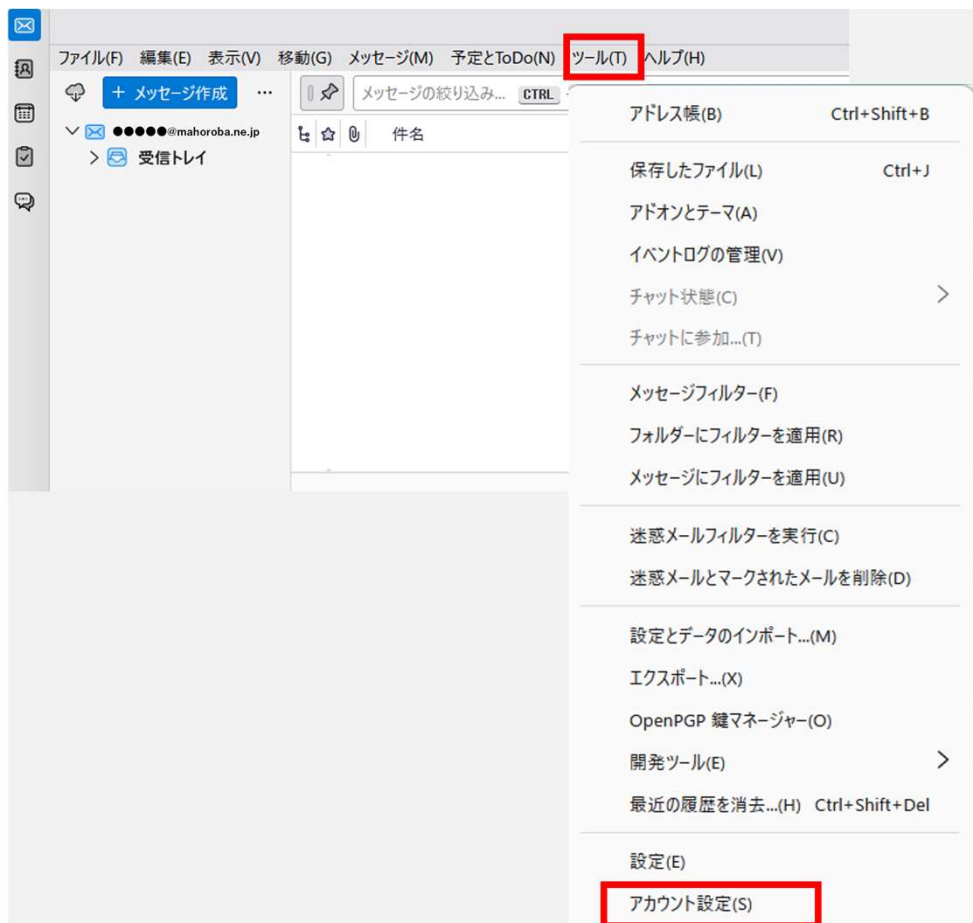 ファイル(F) 編集(E) 表示(V) 移動(G) メッセージ(M) 予定とToDo(N) ツール(T) ヘルプ(H)
+ メッセージ作成 ...
メッセージの絞り込み... CTRL
●●●●●@mahoroba.ne.jp
件名
受信トレイ
アドレス帳(B) Ctrl+Shift+B
保存したファイル(L) Ctrl+J
アドオンとテーマ(A)
イベントログの管理(V)
チャット状態(C)
チャットに参加...(T)
メッセージフィルター(F)
フォルダーにフィルターを適用(R)
メッセージにフィルターを適用(U)
迷惑メールフィルターを実行(C)
迷惑メールとマークされたメールを削除(D)
設定とデータのインポート...(M)
エクスポート...(X)
OpenPGP 鍵マネージャー(O)
開発ツール(E)
最近の履歴を消去...(H) Ctrl+Shift+Del
設定(E)
アカウント設定(S)